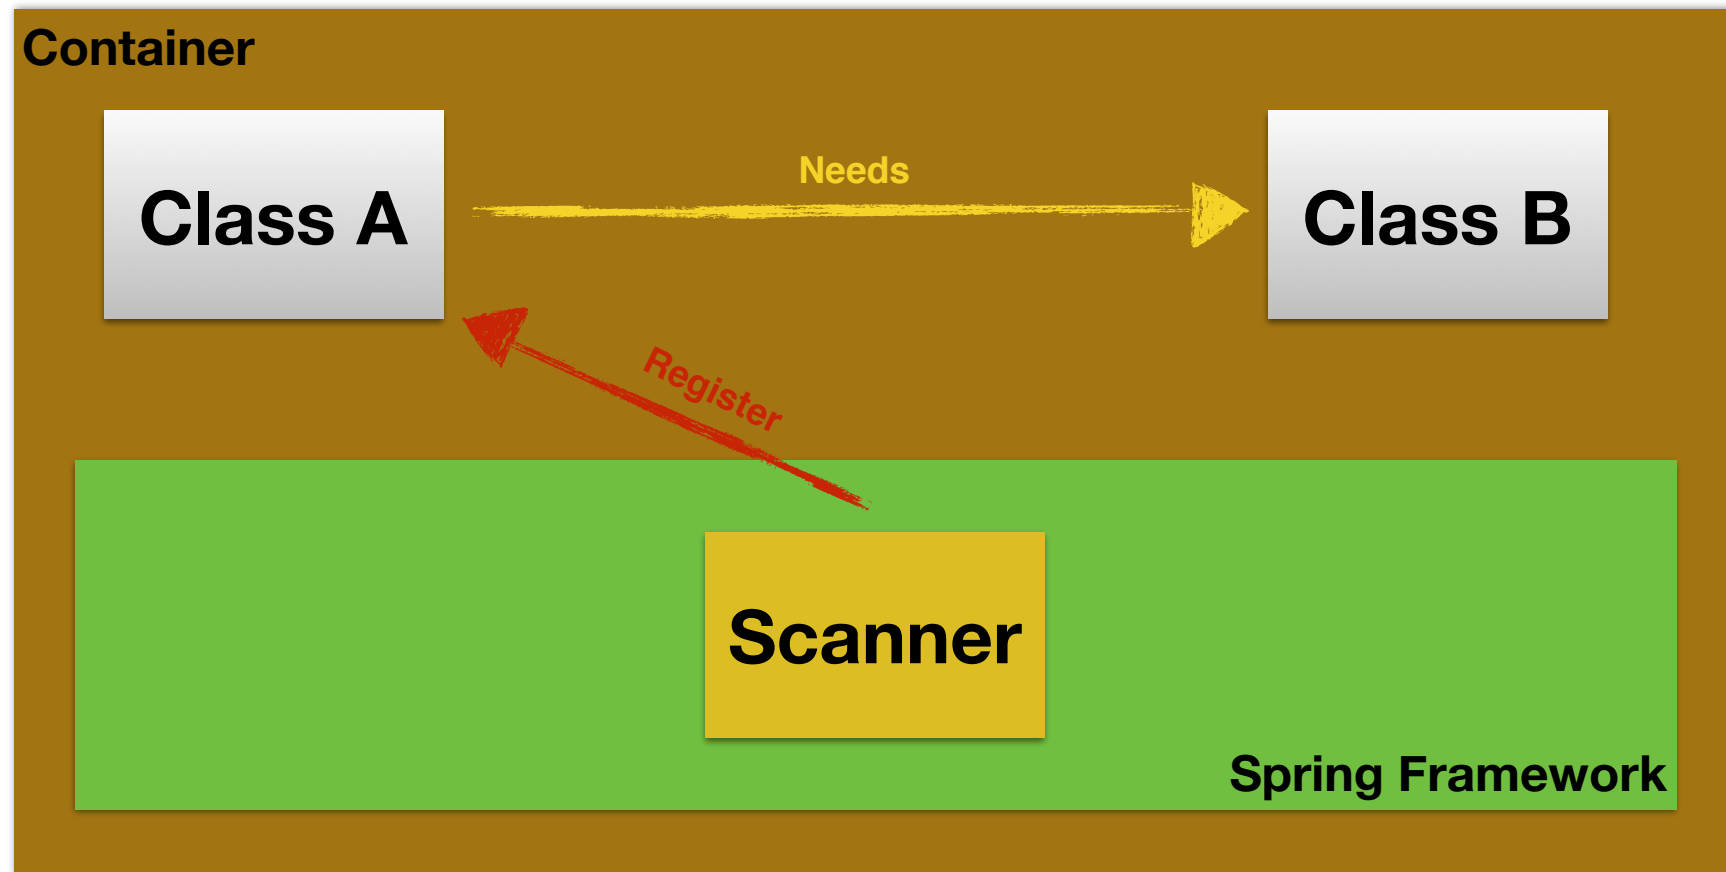 Container
Class A
Needs
Class B
Register
Scanner
Spring Framework